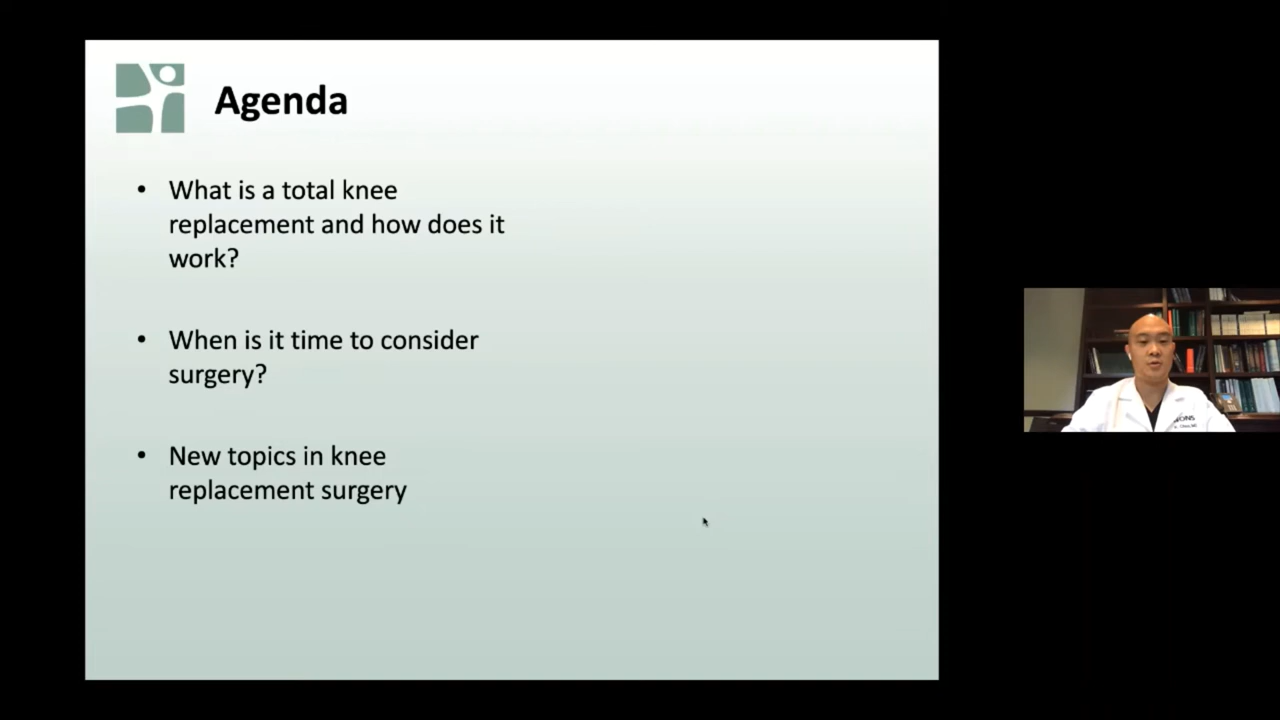 Agenda
• What is a total knee
replacement and how does it
work?
• When is it time to consider
surgery?
• New topics in knee
replacement surgery